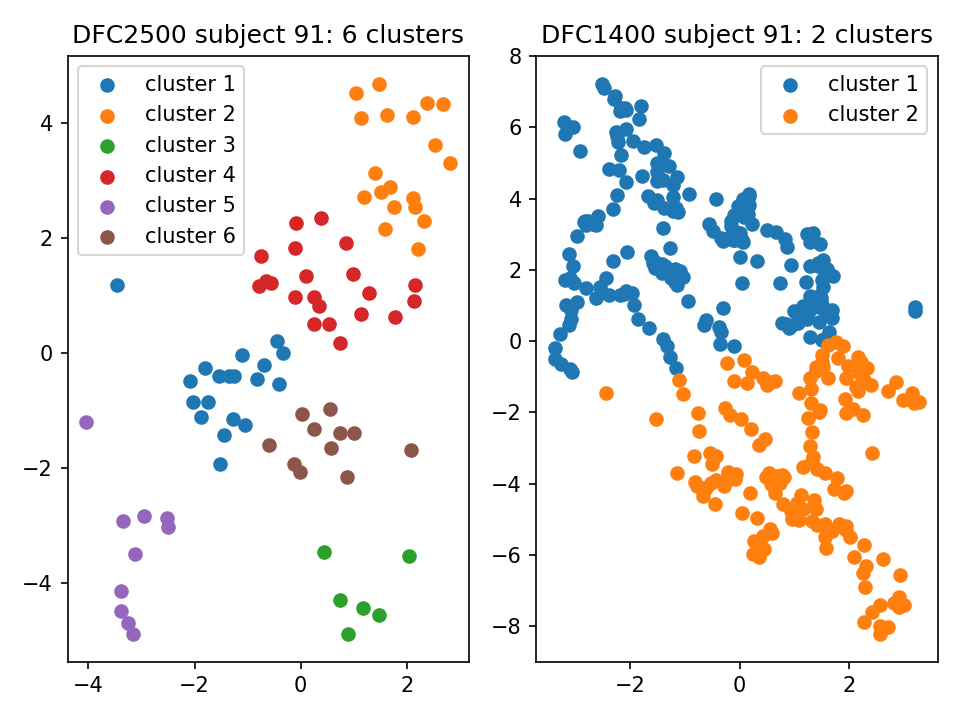 DFC2500 subject 91: 6 clusters
cluster 1
cluster 2
cluster 3
cluster 4
cluster 5
cluster 6
4
2
0
−2
−4
−4
−2
0
2
DFC1400 subject 91: 2 clusters
cluster 1
cluster 2
8
6
4
2
0
−2
−4
−6
−8
−2
0
2